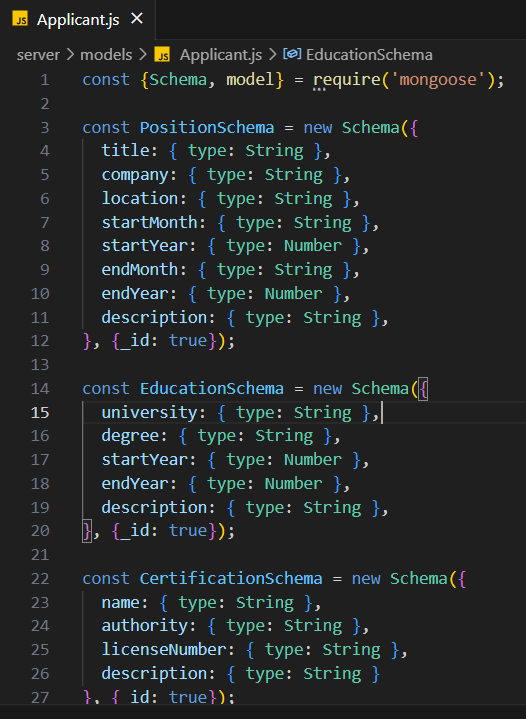 JS Applicant.js ×
server > models > JS Applicant.js > EducationSchema
1 const {Schema, model} = require('mongoose');
2
3 const PositionSchema = new Schema({
4   title: { type: String },
5   company: { type: String },
6   location: { type: String },
7   startMonth: { type: String },
8   startYear: { type: Number },
9   endMonth: { type: String },
10   endYear: { type: Number },
11   description: { type: String },
12 }, {_id: true});
13
14 const EducationSchema = new Schema({
15   university: { type: String },
16   degree: { type: String },
17   startYear: { type: Number },
18   endYear: { type: Number },
19   description: { type: String },
20 }, {_id: true});
21
22 const CertificationSchema = new Schema({
23   name: { type: String },
24   authority: { type: String },
25   licenseNumber: { type: String },
26   description: { type: String }
27 }, {_id: true});